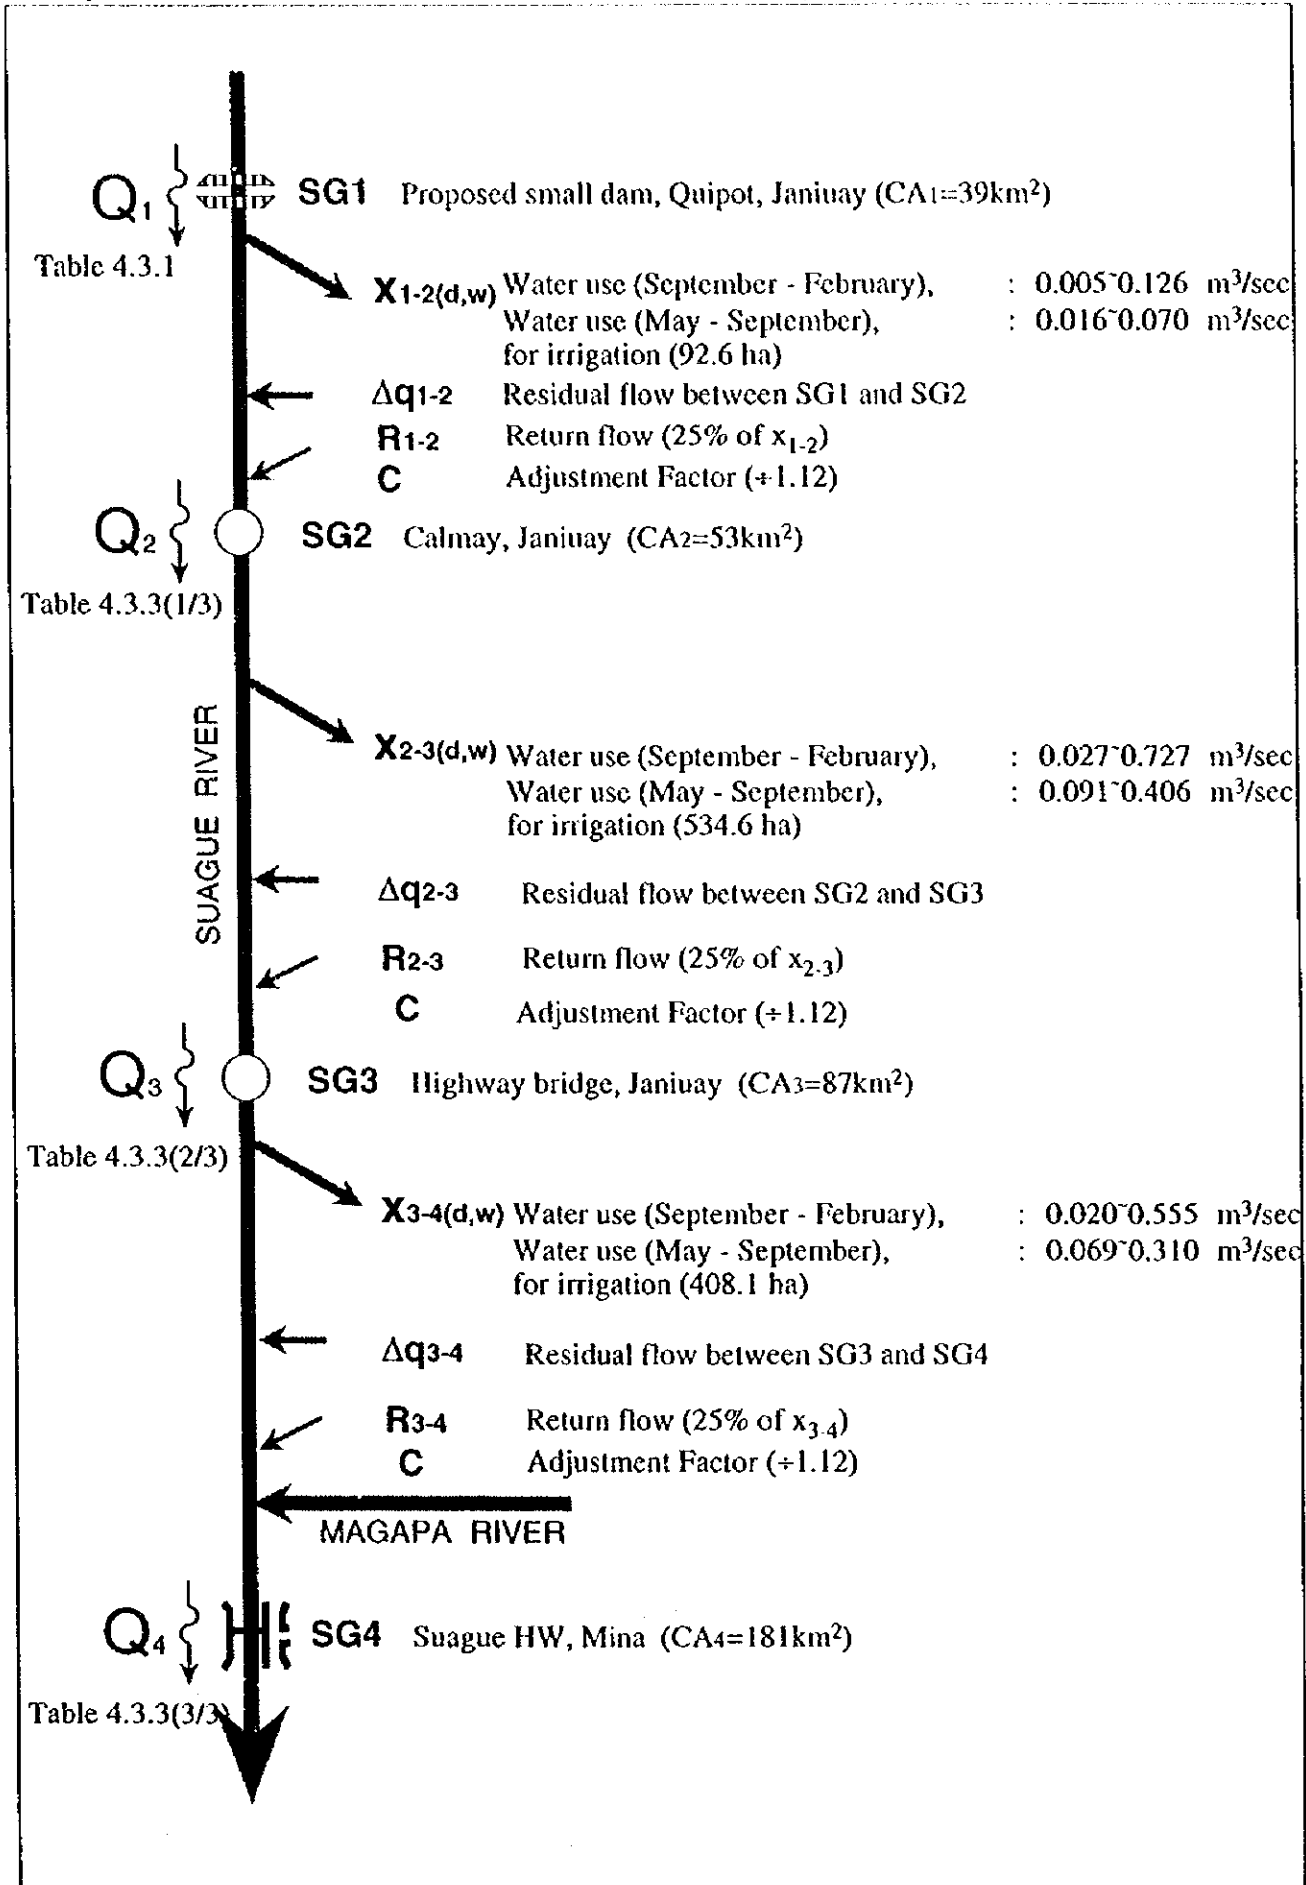 Q1 SG1 Proposed small dam, Quipot, Janiuay (CA1=39km²)
Table 4.3.1
X1-2(d,w) Water use (September - February), : 0.005~0.126 m³/sec
Water use (May - September), : 0.016~0.070 m³/sec
for irrigation (92.6 ha)
Δq1-2 Residual flow between SG1 and SG2
R1-2 Return flow (25% of x1-2)
C Adjustment Factor (÷1.12)
Q2 SG2 Calmay, Janiuay (CA2=53km²)
Table 4.3.3(1/3)
SUAGUE RIVER
X2-3(d,w) Water use (September - February), : 0.027~0.727 m³/sec
Water use (May - September), : 0.091~0.406 m³/sec
for irrigation (534.6 ha)
Δq2-3 Residual flow between SG2 and SG3
R2-3 Return flow (25% of x2-3)
C Adjustment Factor (÷1.12)
Q3 SG3 Highway bridge, Janiuay (CA3=87km²)
Table 4.3.3(2/3)
X3-4(d,w) Water use (September - February), : 0.020~0.555 m³/sec
Water use (May - September), : 0.069~0.310 m³/sec
for irrigation (408.1 ha)
Δq3-4 Residual flow between SG3 and SG4
R3-4 Return flow (25% of x3-4)
C Adjustment Factor (÷1.12)
MAGAPA RIVER
Q4 SG4 Suague HW, Mina (CA4=181km²)
Table 4.3.3(3/3)